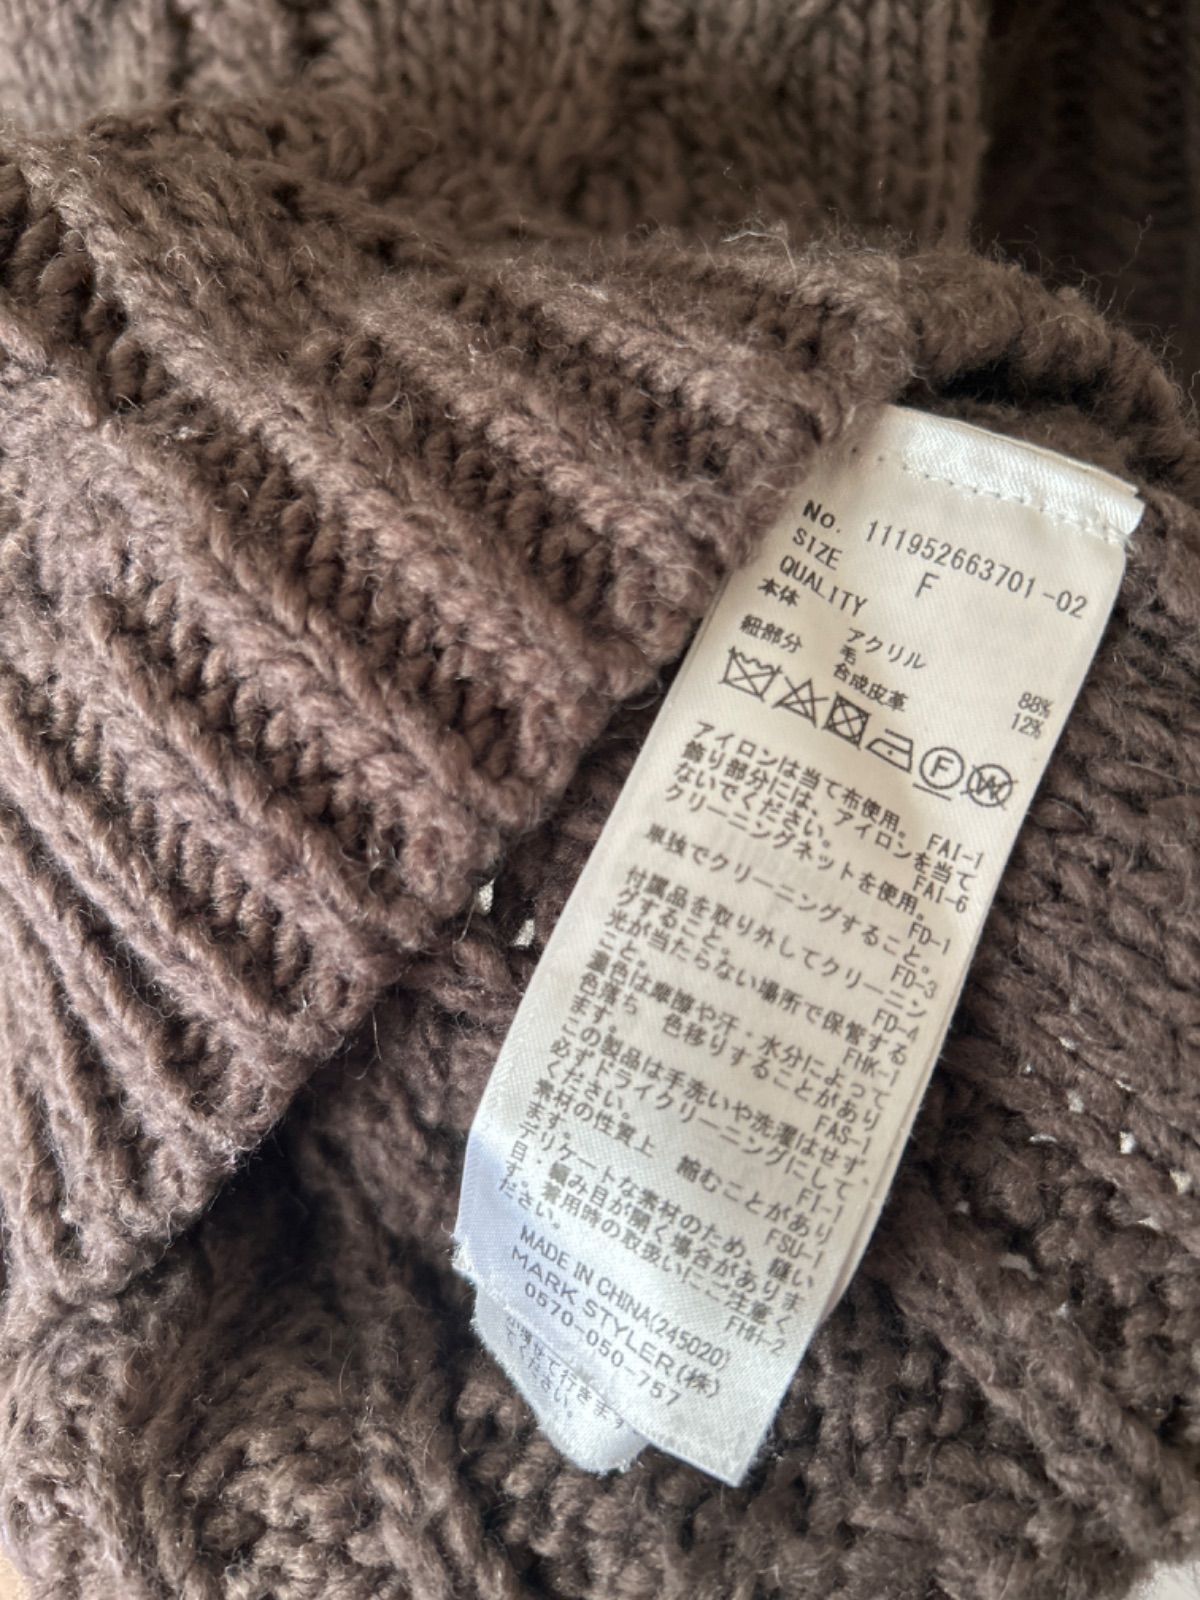 No. 111952663701-02
SIZE F
QUALITY
本体 アクリル 88%
毛 12%
細部分 合成皮革
F W
アイロンは当て布使用。 FAI-1
飾り部分には、アイロンを当て
ないでください。 FAI-6
クリーニングネットを使用。 FD-1
単独でクリーニングすること。 FD-3
付属品を取り外してクリーニン
グすること。 FD-4
光が当たらない場所で保管する
こと。 FHK-1
濃色は摩擦や汗・水分によって
色落ち 色移りすることがあり
ます。 FAS-1
この製品は手洗いや洗濯はせず、
必ずドライクリーニングにして
ください。 FI-1
素材の性質上 縮むことがあり
ます。 FSU-1
デリケートな素材のため、縫い
目・編み目が開く場合がありま
す。着用時の取扱いにご注意く
ださい。 FMH-2
MADE IN CHINA(245020)
MARK STYLER(株)
0570-050-757
てください。